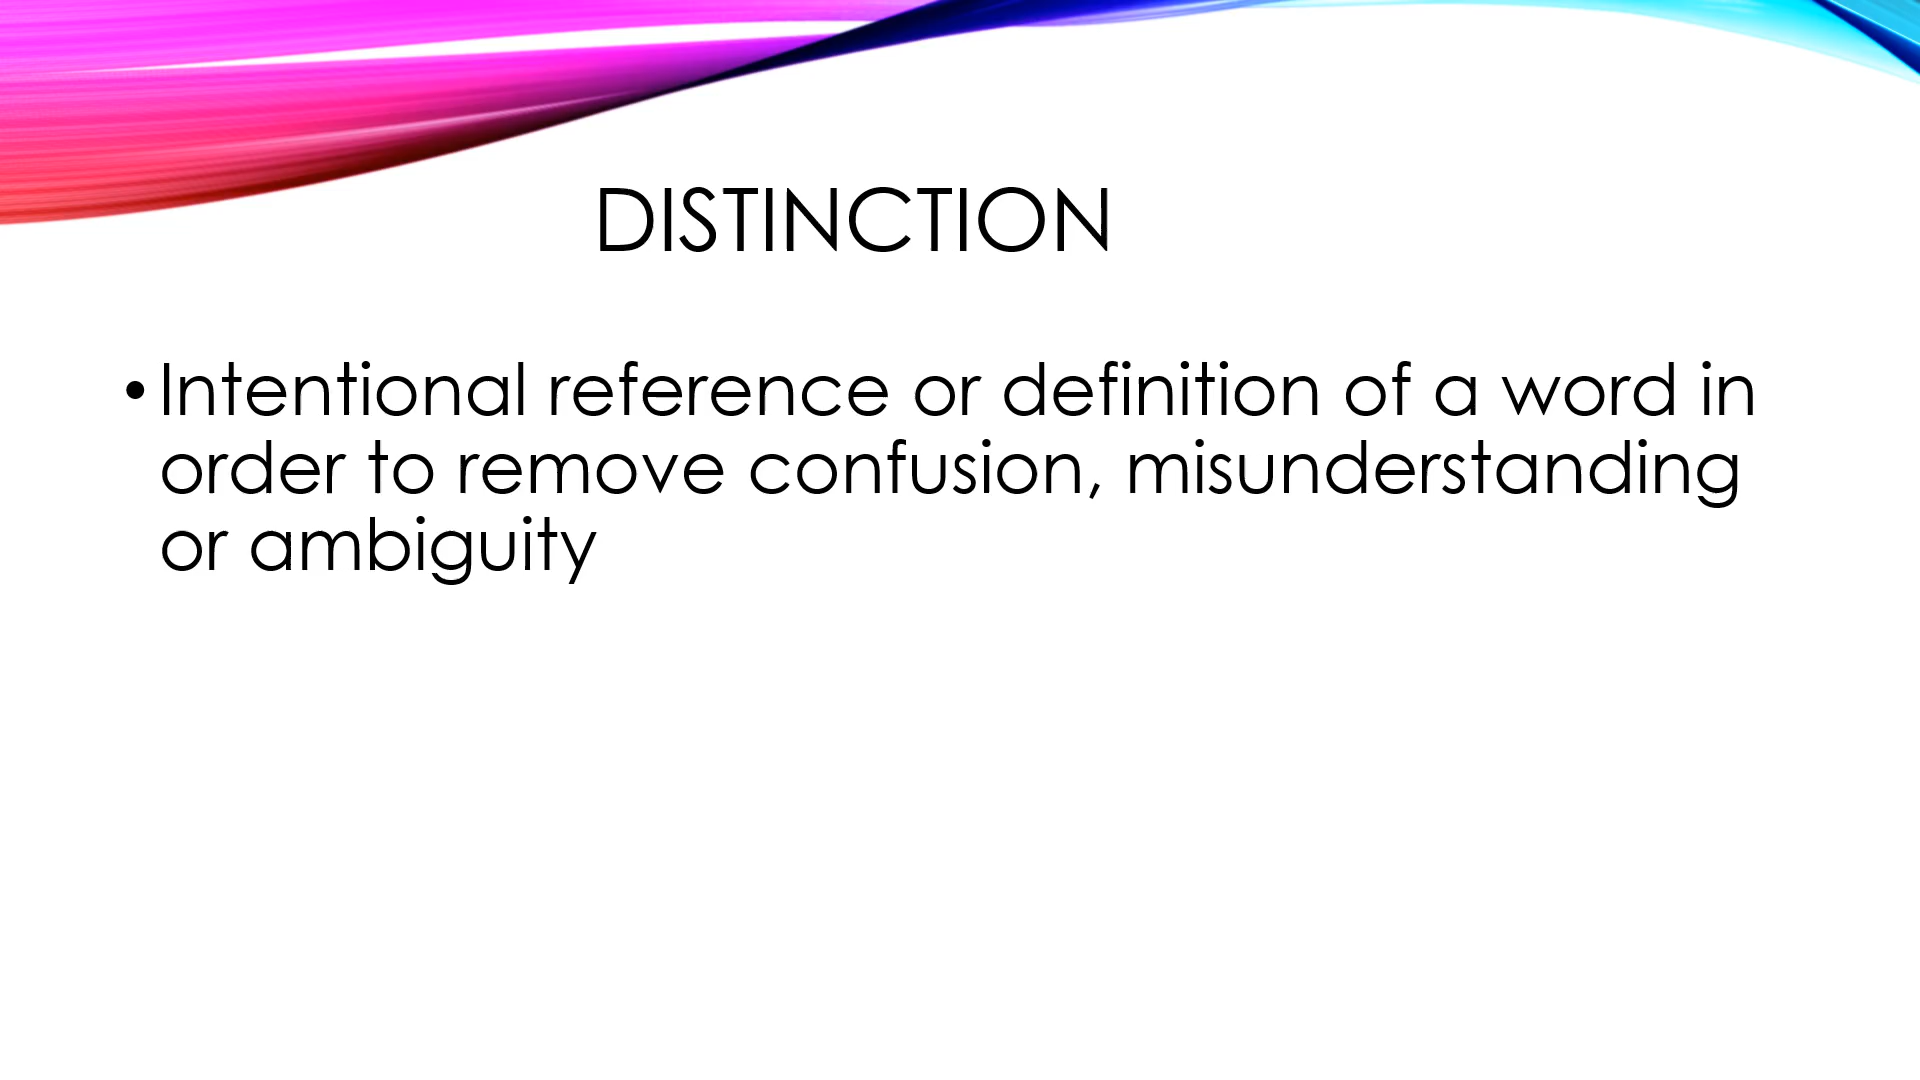 DISTINCTION
• Intentional reference or definition of a word in
order to remove confusion, misunderstanding
or ambiguity